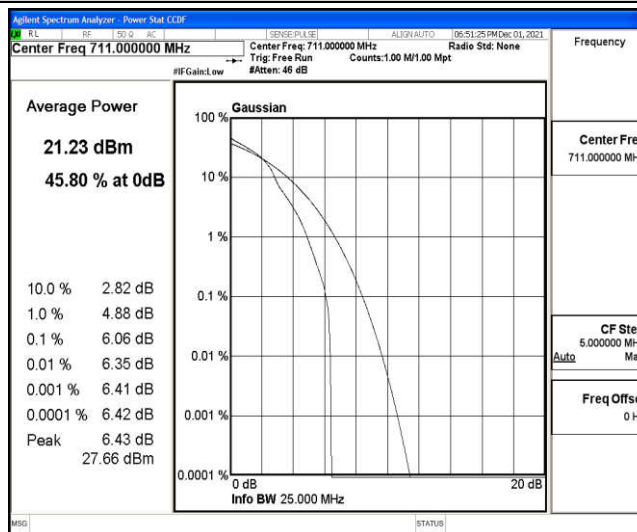 Agilent Spectrum Analyzer - Power Stat CCDF
RL RF 50 Ω AC SENSE:PULSE ALIGN AUTO 06:51:25 PM Dec 01, 2021
Center Freq 711.000000 MHz
Center Freq: 711.000000 MHz Radio Std: None
Trig: Free Run Counts:1.00 M/1.00 Mpt
#IFGain:Low #Atten: 46 dB
Frequency
Average Power
21.23 dBm
45.80 % at 0dB
10.0 % 2.82 dB
1.0 % 4.88 dB
0.1 % 6.06 dB
0.01 % 6.35 dB
0.001 % 6.41 dB
0.0001 % 6.42 dB
Peak 6.43 dB
27.66 dBm
Gaussian
100 %
10 %
1 %
0.1 %
0.01 %
0.001 %
0.0001 %
0 dB 20 dB
Info BW 25.000 MHz
Center Fre
711.000000 MH
CF Ste
5.000000 MH
Auto Ma
Freq Offse
0 H
MSG STATUS